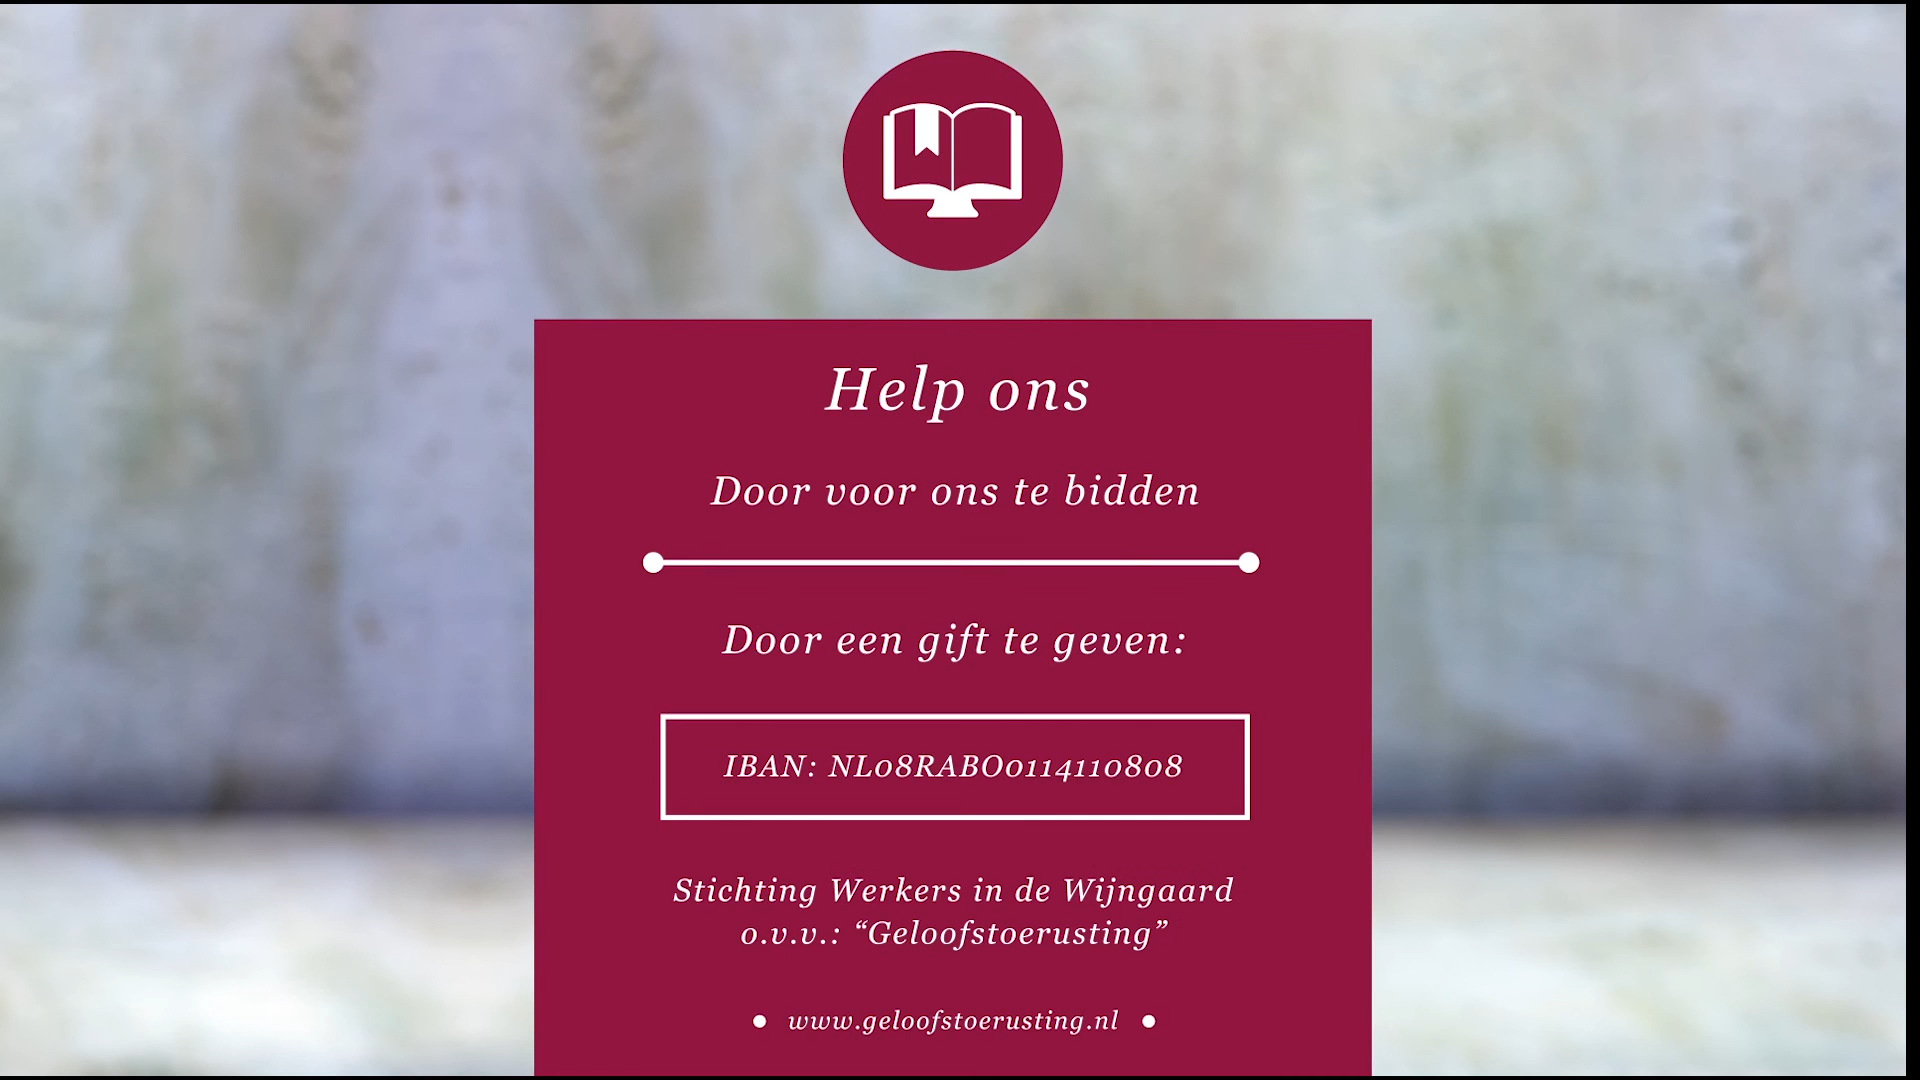 Help ons
Door voor ons te bidden
Door een gift te geven:
IBAN: NL08RABO0114110808
Stichting Werkers in de Wijngaard
o.v.v.: “Geloofstoerusting”
www.geloofstoerusting.nl